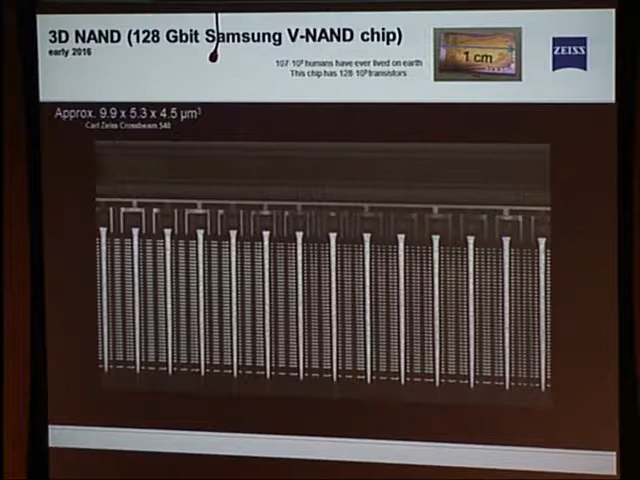 3D NAND (128 Gbit Samsung V-NAND chip)
early 2016
107·10⁹ humans have ever lived on earth
This chip has 128·10⁹ transistors
1 cm
ZEISS
Approx. 9.9 x 5.3 x 4.5 µm³
Carl Zeiss Crossbeam 540